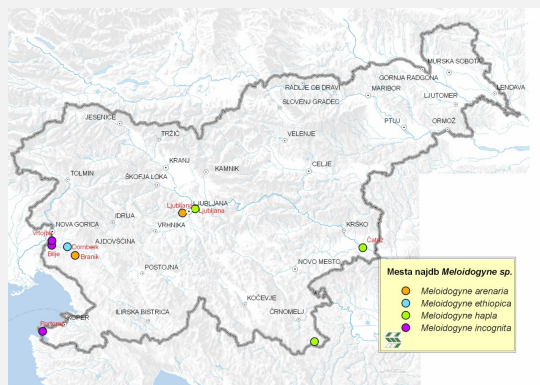 MURSKA SOBOTA
GORNJA RADGONA
RADLJE OB DRAVI
MARIBOR
LENDAVA
SLOVENJ GRADEC
LJUTOMER
JESENICE
PTUJ
ORMOŽ
TRŽIČ
VELENJE
KRANJ
TOLMIN
KAMNIK
CELJE
ŠKOFJA LOKA
Ljubljana
LJUBLJANA
Ljubljana
IDRIJA
NOVA GORICA
VRHNIKA
KRŠKO
Vrtojba
AJDOVŠČINA
Dornberk
Čatež
Bilje
Branik
POSTOJNA
NOVO MESTO
KOČEVJE
ILIRSKA BISTRICA
ČRNOMELJ
KOPER
Mesta najdb Meloidogyne sp.
Meloidogyne arenaria
Meloidogyne ethiopica
Meloidogyne hapla
Meloidogyne incognita